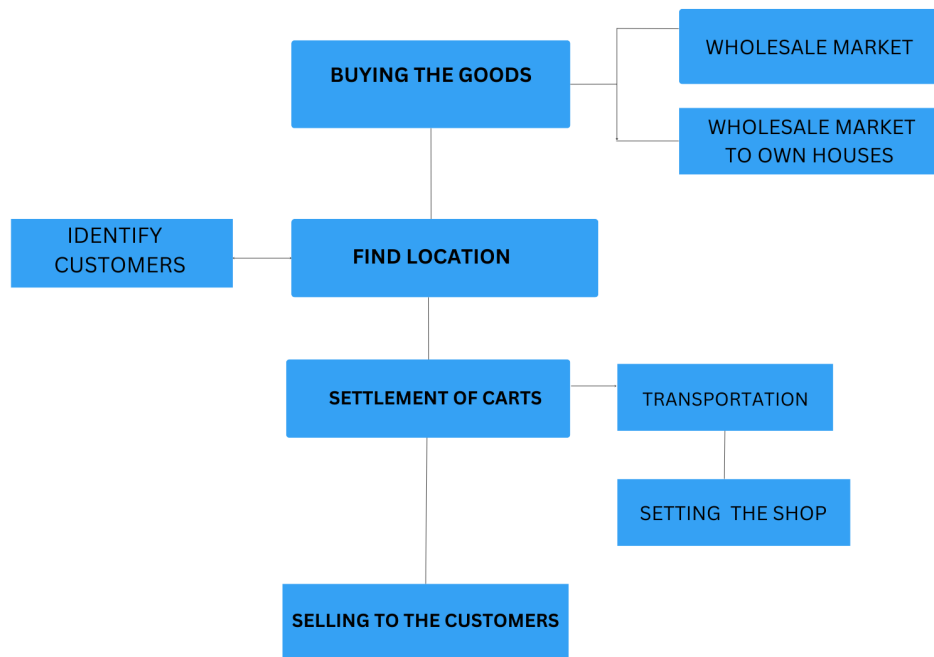 BUYING THE GOODS
WHOLESALE MARKET
WHOLESALE MARKET
TO OWN HOUSES
IDENTIFY
CUSTOMERS
FIND LOCATION
SETTLEMENT OF CARTS
TRANSPORTATION
SETTING THE SHOP
SELLING TO THE CUSTOMERS